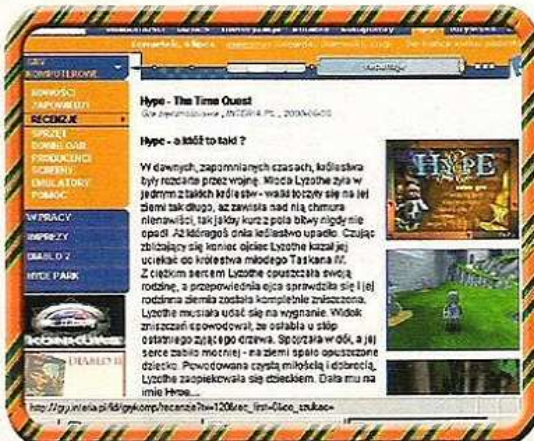 GRY
KOMPUTEROWE
NOWOŚCI
ZAPOWIEDZI
RECENZJE
SPRZĘT
DOWNLOAD
PRODUCENCI
SCREENY
EMULATORY
POMOC
W PRACY
IMPREZY
DIABLO 2
HYDE PARK
KONKURS
DIABLO II
recenzje
Hype - The Time Quest
Hype - a któż to taki ?
W dawnych, zapomnianych czasach, królestwa
były rozdarte przez wojnę. Młoda Lyzothe żyła w
jednym z takich królestw - walki toczyły się na jej
ziemi tak długo, aż zawisła nad nią chmura
nienawiści, tak jakby kurz z pola bitwy nigdy nie
opadł. Aż któregoś dnia królestwo upadło. Czując
zbliżający się koniec ojciec Lyzothe kazał jej
uciekać do królestwa młodego Taskana IV.
Z ciężkim sercem Lyzothe opuszczała swoją
rodzinę, a przepowiednia ojca sprawdziła się i jej
rodzinna ziemia została kompletnie zniszczona.
Lyzothe musiała udać się na wygnanie. Widok
zniszczeń spowodował, że osłabła u stóp
ostatniego żyjącego drzewa. Spojrzała w dół, a jej
serce zabiło mocniej - na ziemi spało opuszczone
dziecko. Powodowana czystą miłością i dobrocią,
Lyzothe zaopiekowała się dzieckiem. Dała mu na
imię Hype...
HYPE